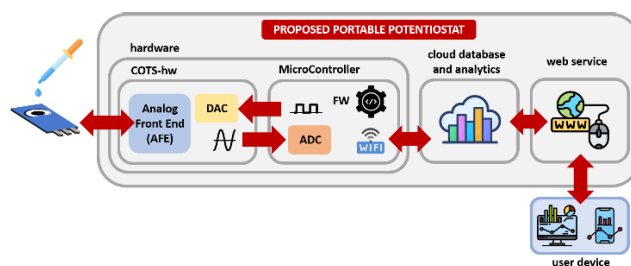 PROPOSED PORTABLE POTENTIOSTAT
hardware
COTS-hw
MicroController
cloud database
and analytics
web service
Analog
Front End
(AFE)
DAC
FW
ADC
WIFI
WWW
user device